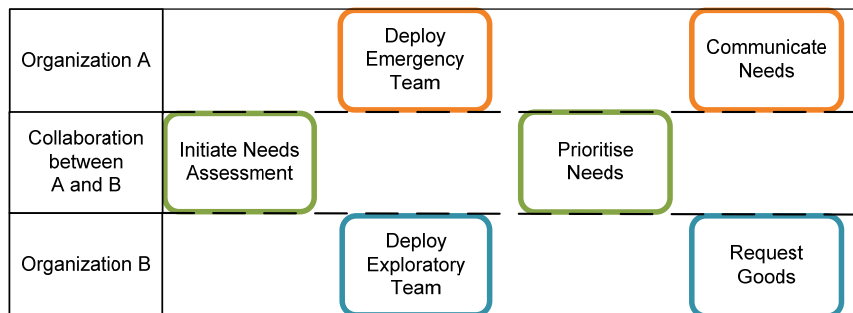 Organization A
Deploy
Emergency
Team
Communicate
Needs
Collaboration
between
A and B
Initiate Needs
Assessment
Prioritise
Needs
Organization B
Deploy
Exploratory
Team
Request
Goods